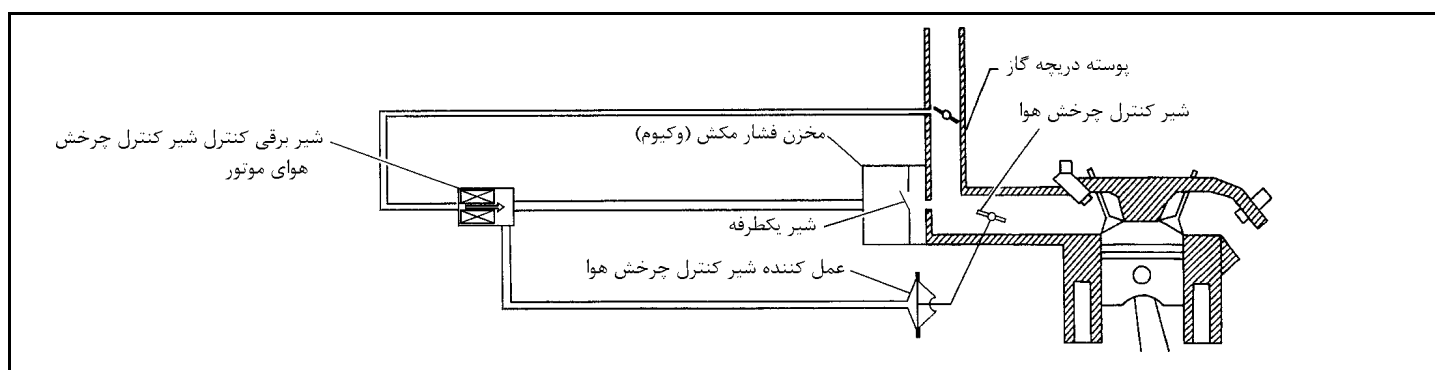 پوسته دریچه گاز
شیر کنترل چرخش هوا
مخزن فشار مکش (وکیوم)
شیر برقی کنترل شیر کنترل چرخش
هوای موتور
شیر یکطرفه
عمل کننده شیر کنترل چرخش هوا